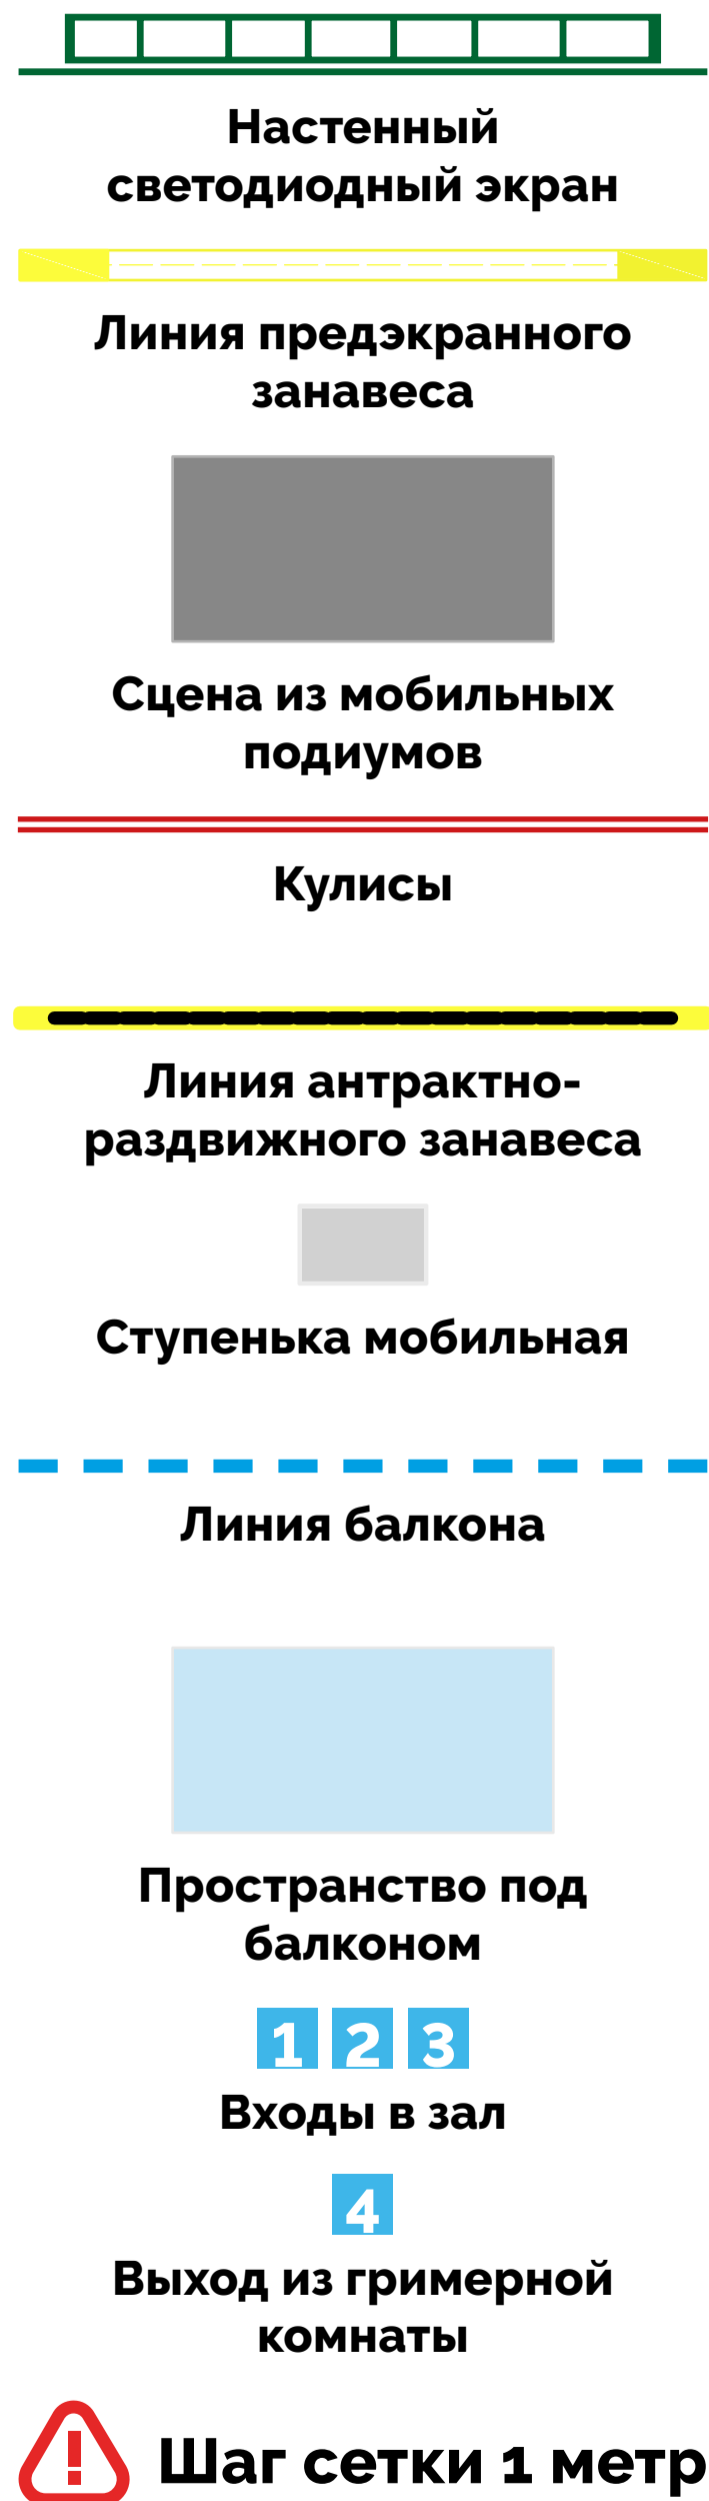 Настенный
светодиодный экран
Линия предэкранного
занавеса
Сцена из мобильных
подиумов
Кулисы
Линия антрактно-
раздвижного занавеса
Ступенька мобильная
Линия балкона
Пространство под
балконом
1 2 3
Входы в зал
4
Выход из гримерной
комнаты
! Шаг сетки 1 метр